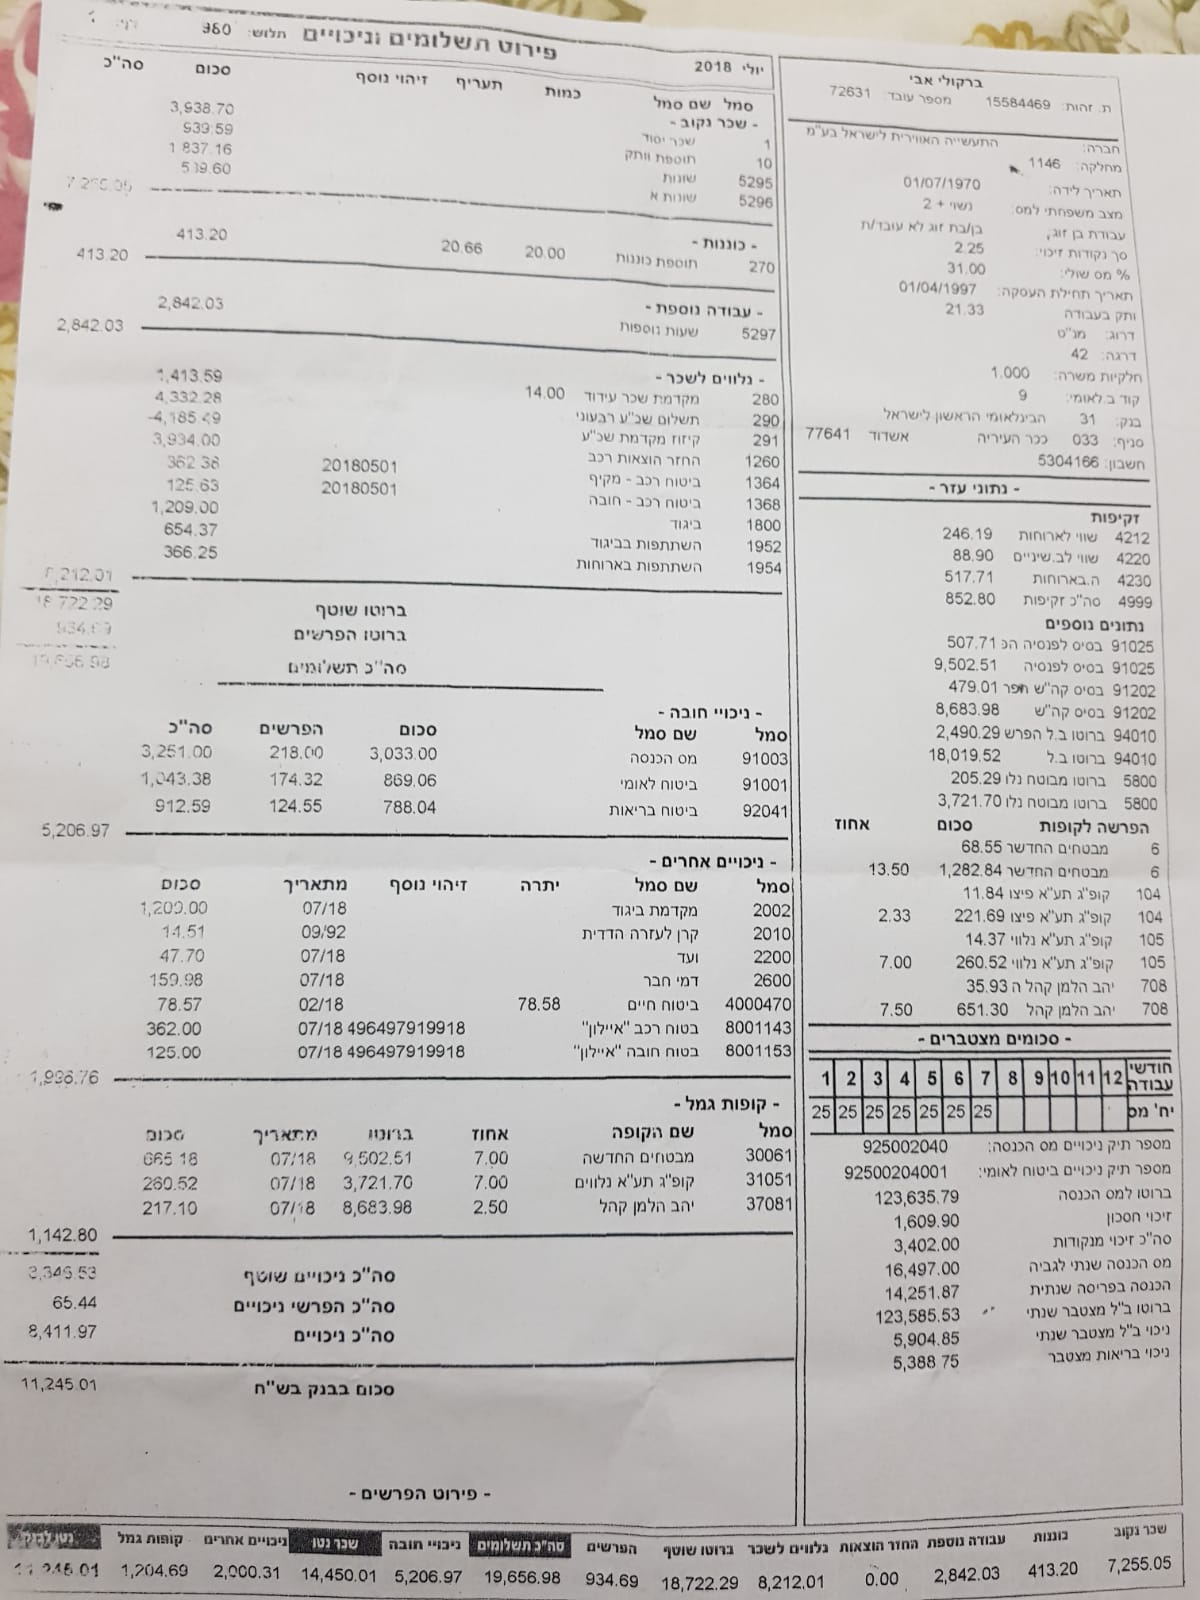 ברקולי אבי
ת. זהות: 15584469 מספר עובד: 72631
חברה: התעשייה האווירית לישראל בע"מ
מחלקה: 1146
תאריך לידה: 01/07/1970
מצב משפחתי למס: נשוי + 2
עבודת בן זוג: בן/בת זוג לא עובד/ת
סך נקודות זיכוי: 2.25
% מס שולי: 31.00
תאריך תחילת העסקה: 01/04/1997
ותק בעבודה 21.33
דרוג: מנ"ט
דרגה: 42
חלקיות משרה: 1.000
קוד ב.לאומי: 9
בנק: 31 הבינלאומי הראשון לישראל
סניף: 033 ככר העיריה אשדוד 77641
חשבון: 5304166
- נתוני עזר -
זקיפות
4212 שווי לארוחות 246.19
4220 שווי לב.שיניים 88.90
4230 ה.בארוחות 517.71
4999 סה"כ זקיפות 852.80
נתונים נוספים
91025 בסיס לפנסיה הפ 507.71
91025 בסיס לפנסיה 9,502.51
91202 בסיס קה"ש הפר 479.01
91202 בסיס קה"ש 8,683.98
94010 ברוטו ב.ל הפרש 2,490.29
94010 ברוטו ב.ל 18,019.52
5800 ברוטו מבוטח נלו 205.29
5800 ברוטו מבוטח נלו 3,721.70
הפרשה לקופות סכום אחוז
6 מבטחים החדשר 68.55
6 מבטחים החדשר 1,282.84 13.50
104 קופ"ג תע"א פיצו 11.84
104 קופ"ג תע"א פיצו 221.69 2.33
105 קופ"ג תע"א נלווי 14.37
105 קופ"ג תע"א נלווי 260.52 7.00
708 יהב הלמן קהל ה 35.93
708 יהב הלמן קהל 651.30 7.50
- סכומים מצטברים -
חודשי עבודה 12 11 10 9 8 7 6 5 4 3 2 1
יח' מס 25 25 25 25 25 25 25
מספר תיק ניכויים מס הכנסה: 925002040
מספר תיק ניכויים ביטוח לאומי: 92500204001
ברוטו למס הכנסה 123,635.79
זיכוי חסכון 1,609.90
סה"כ זיכוי מנקודות 3,402.00
מס הכנסה שנתי לגביה 16,497.00
הכנסה בפריסה שנתית 14,251.87
ברוטו ב"ל מצטבר שנתי 123,585.53
ניכוי ב"ל מצטבר שנתי 5,904.85
ניכוי בריאות מצטבר 5,388.75
יולי 2018 פירוט תשלומים וניכויים תלוש: 980
סמל שם סמל כמות תעריף זיהוי נוסף סכום סה"כ
- שכר נקוב -
1 שכר יסוד 3,938.70
10 תוספת וותק 939.59
5295 שונות 1,837.16
5296 שונות א
- כוננות -
270 תוספת כוננות 20.00 20.66 413.20
413.20
- עבודה נוספת -
5297 שעות נוספות 2,842.03
2,842.03
- נלווים לשכר -
280 מקדמת שכר עידוד 14.00 1,413.59
290 תשלום שכ"ע רבעוני 4,332.28
291 קיזוז מקדמת שכ"ע -4,185.49
1260 החזר הוצאות רכב 3,934.00
1364 ביטוח רכב - מקיף 20180501 362.36
1368 ביטוח רכב - חובה 20180501 125.63
1800 ביגוד 1,209.00
1952 השתתפות בביגוד 654.37
1954 השתתפות בארוחות 366.25
8,212.01
ברוטו שוטף 18,722.29
ברוטו הפרשים 934.69
סה"כ תשלומים 19,656.98
- ניכויי חובה -
סמל שם סמל סכום הפרשים סה"כ
91003 מס הכנסה 3,033.00 218.00 3,251.00
91001 ביטוח לאומי 869.06 174.32 1,043.38
92041 ביטוח בריאות 788.04 124.55 912.59
5,206.97
- ניכויים אחרים -
סמל שם סמל יתרה זיהוי נוסף מתאריך סכום
2002 מקדמת ביגוד 07/18 1,209.00
2010 קרן לעזרה הדדית 09/92 14.51
2200 ועד 07/18 47.70
2600 דמי חבר 07/18 159.98
4000470 ביטוח חיים 78.58 02/18 78.57
8001143 בטוח רכב "איילון" 496497919918 07/18 362.00
8001153 בטוח חובה "איילון" 496497919918 07/18 125.00
1,996.76
- קופות גמל -
סמל שם הקופה אחוז ברוטו מתאריך סכום
30061 מבטחים החדשה 7.00 9,502.51 07/18 665.18
31051 קופ"ג תע"א נלווים 7.00 3,721.70 07/18 260.52
37081 יהב הלמן קהל 2.50 8,683.98 07/18 217.10
1,142.80
סה"כ ניכויים שוטף 8,346.53
סה"כ הפרשי ניכויים 65.44
סה"כ ניכויים 8,411.97
סכום בבנק בש"ח 11,245.01
- פירוט הפרשים -
שכר נקוב כוננות עבודה נוספת החזר הוצאות נלווים לשכר ברוטו שוטף הפרשים סה"כ תשלומים ניכויי חובה שכר נטו ניכויים אחרים קופות גמל
7,255.05 413.20 2,842.03 0.00 8,212.01 18,722.29 934.69 19,656.98 5,206.97 14,450.01 2,000.31 1,204.69 11,245.01